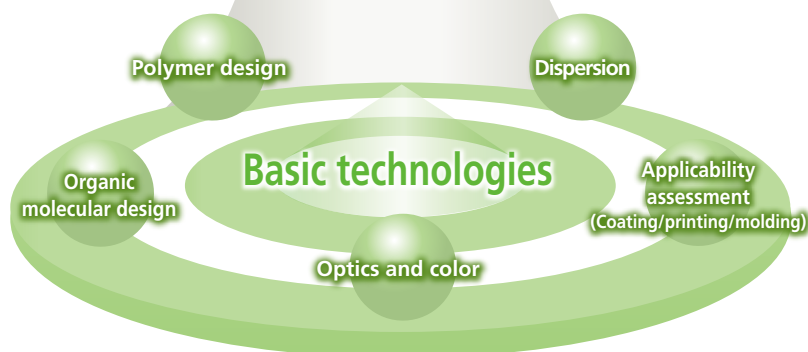 Polymer design
Dispersion
Basic technologies
Organic
molecular design
Applicability
assessment
(Coating/printing/molding)
Optics and color